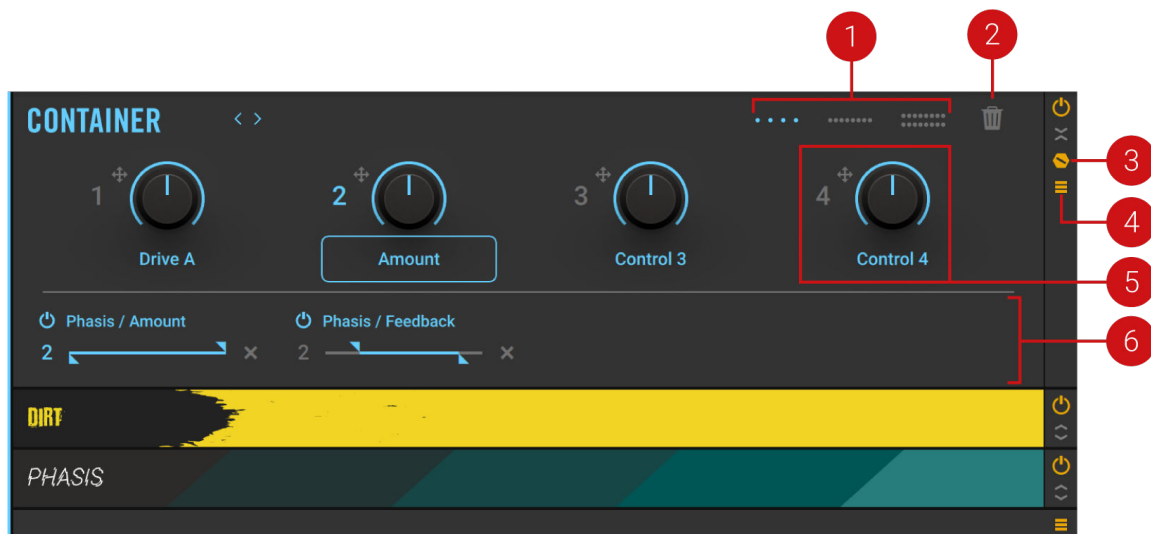 1
2
CONTAINER
3
1
2
3
4
4
Drive A
Amount
Control 3
Control 4
5
Phasis / Amount
Phasis / Feedback
6
2
2
DIRT
PHASIS